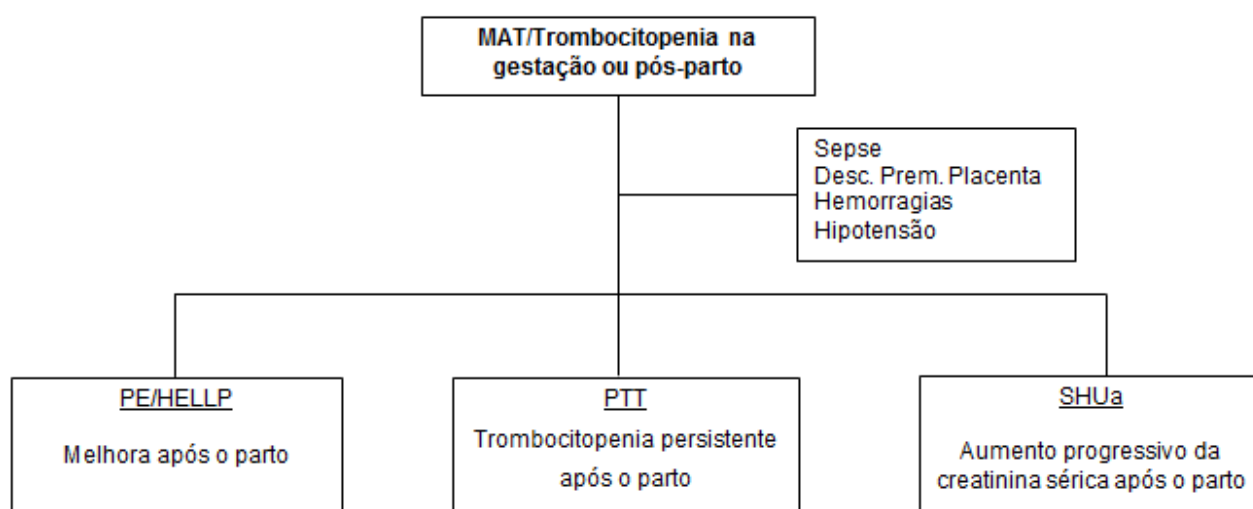 MAT/Trombocitopenia na
gestação ou pós-parto
Sepse
Desc. Prem. Placenta
Hemorragias
Hipotensão
PE/HELLP
Melhora após o parto
PTT
Trombocitopenia persistente
após o parto
SHUa
Aumento progressivo da
creatinina sérica após o parto